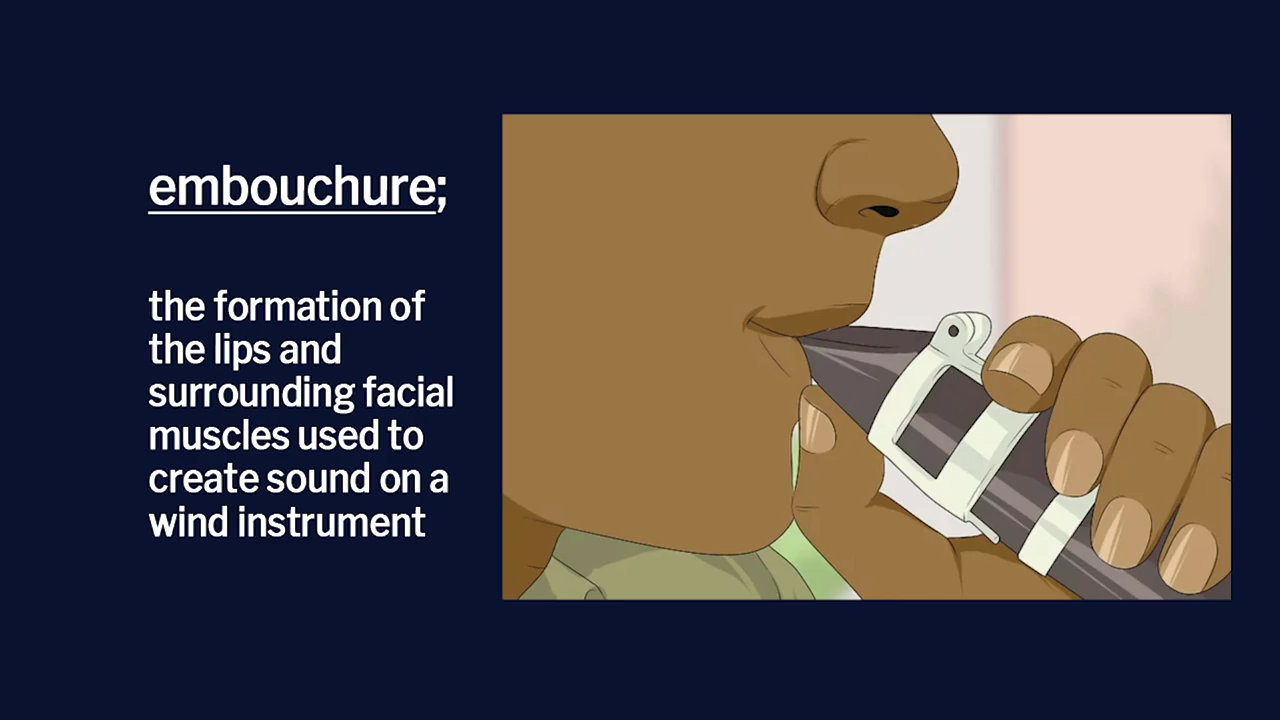 embouchure;
the formation of
the lips and
surrounding facial
muscles used to
create sound on a
wind instrument